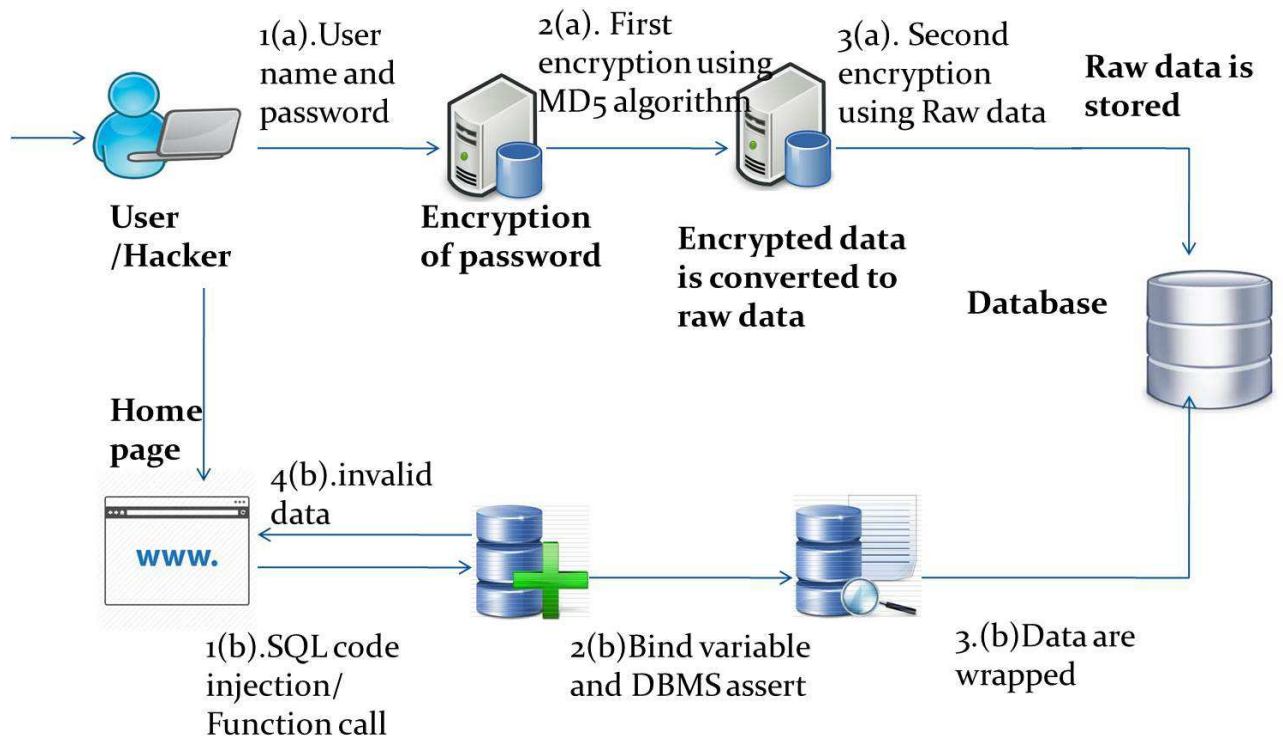 1(a).User
name and
password
2(a). First
encryption using
MD5 algorithm
3(a). Second
encryption
using Raw data
Raw data is
stored
User
/Hacker
Encryption
of password
Encrypted data
is converted to
raw data
Database
Home
page
4(b).invalid
data
www.
1(b).SQL code
injection/
Function call
2(b)Bind variable
and DBMS assert
3.(b)Data are
wrapped